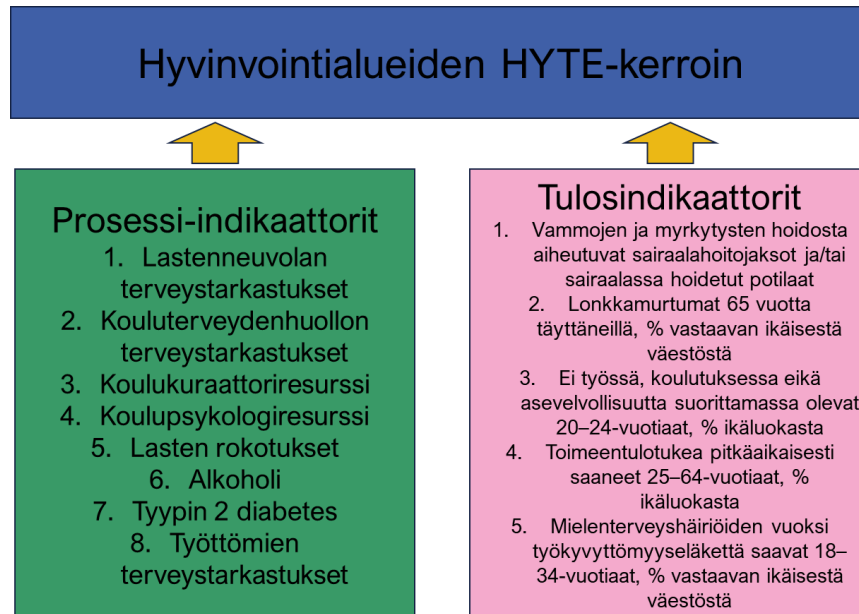 Hyvinvointialueiden HYTE-kerroin
Prosessi-indikaattorit
1. Lastenneuvolan
terveystarkastukset
2. Kouluterveydenhuollon
terveystarkastukset
3. Koulukuraattoriresurssi
4. Koulupsykologiresurssi
5. Lasten rokotukset
6. Alkoholi
7. Tyypin 2 diabetes
8. Työttömien
terveystarkastukset
Tulosindikaattorit
1. Vammojen ja myrkytysten hoidosta
aiheutuvat sairaalahoitojaksot ja/tai
sairaalassa hoidetut potilaat
2. Lonkkamurtumat 65 vuotta
täyttäneillä, % vastaavan ikäisestä
väestöstä
3. Ei työssä, koulutuksessa eikä
asevelvollisuutta suorittamassa olevat
20–24-vuotiaat, % ikäluokasta
4. Toimeentulotukea pitkäaikaisesti
saaneet 25–64-vuotiaat, %
ikäluokasta
5. Mielenterveyshäiriöiden vuoksi
työkyvyttömyyseläkettä saavat 18–
34-vuotiaat, % vastaavan ikäisestä
väestöstä